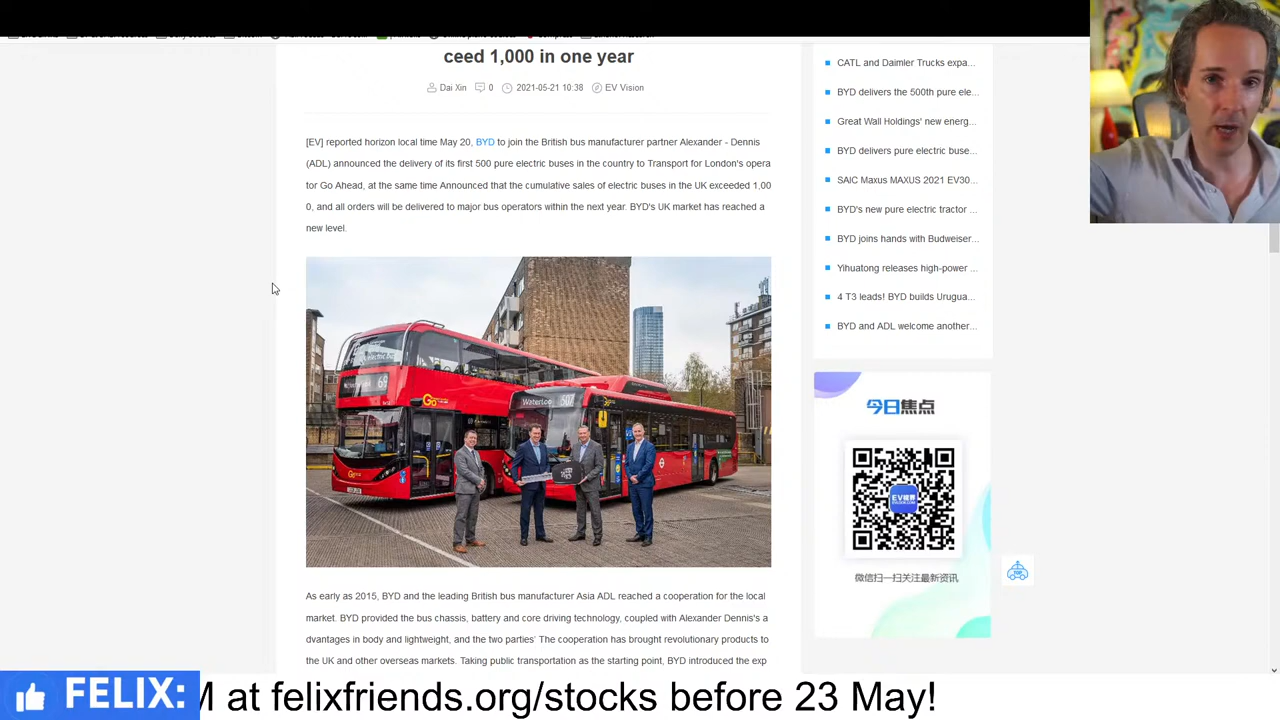 ceed 1,000 in one year
Dai Xin 0 2021-05-21 10:38 EV Vision
[EV] reported horizon local time May 20, BYD to join the British bus manufacturer partner Alexander - Dennis
(ADL) announced the delivery of its first 500 pure electric buses in the country to Transport for London's opera
tor Go Ahead, at the same time Announced that the cumulative sales of electric buses in the UK exceeded 1,00
0, and all orders will be delivered to major bus operators within the next year. BYD's UK market has reached a
new level.
69
Go
Waterloo 507
As early as 2015, BYD and the leading British bus manufacturer Asia ADL reached a cooperation for the local
market. BYD provided the bus chassis, battery and core driving technology, coupled with Alexander Dennis's a
dvantages in body and lightweight, and the two parties' The cooperation has brought revolutionary products to
the UK and other overseas markets. Taking public transportation as the starting point, BYD introduced the exp
CATL and Daimler Trucks expa...
BYD delivers the 500th pure ele...
Great Wall Holdings' new energ...
BYD delivers pure electric buse...
SAIC Maxus MAXUS 2021 EV30...
BYD's new pure electric tractor ...
BYD joins hands with Budweiser...
Yihuatong releases high-power ...
4 T3 leads! BYD builds Urugua...
BYD and ADL welcome another...
今日焦点
EV视界
微信扫一扫关注最新资讯
TOP
FELIX:
M at felixfriends.org/stocks before 23 May!